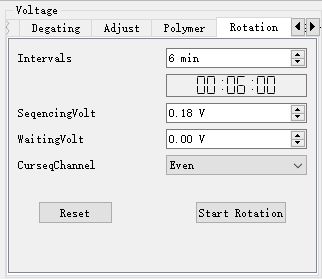 Voltage
Degating Adjust Polymer Rotation
Intervals 6 min
00:06:00
SeqencingVolt 0.18 V
WaitingVolt 0.00 V
CurseqChannel Even
Reset Start Rotation